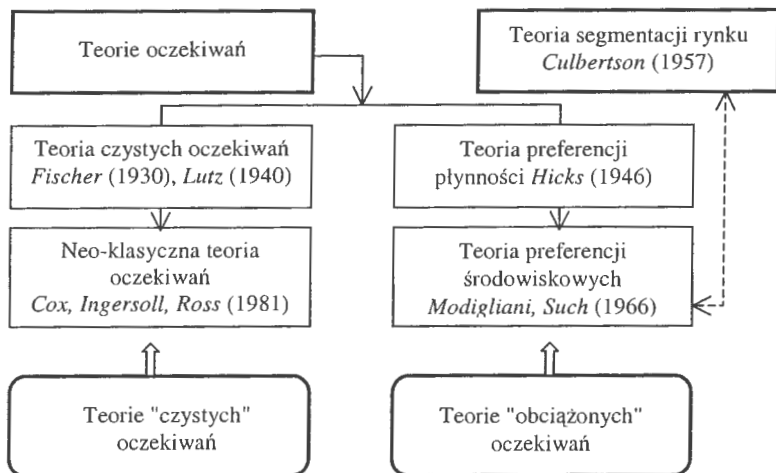 Teorie oczekiwań
Teoria segmentacji rynku
Culbertson (1957)
Teoria czystych oczekiwań
Fischer (1930), Lutz (1940)
Teoria preferencji
płynności Hicks (1946)
Neo-klasyczna teoria
oczekiwań
Cox, Ingersoll, Ross (1981)
Teoria preferencji
środowiskowych
Modigliani, Such (1966)
Teorie "czystych"
oczekiwań
Teorie "obciążonych"
oczekiwań